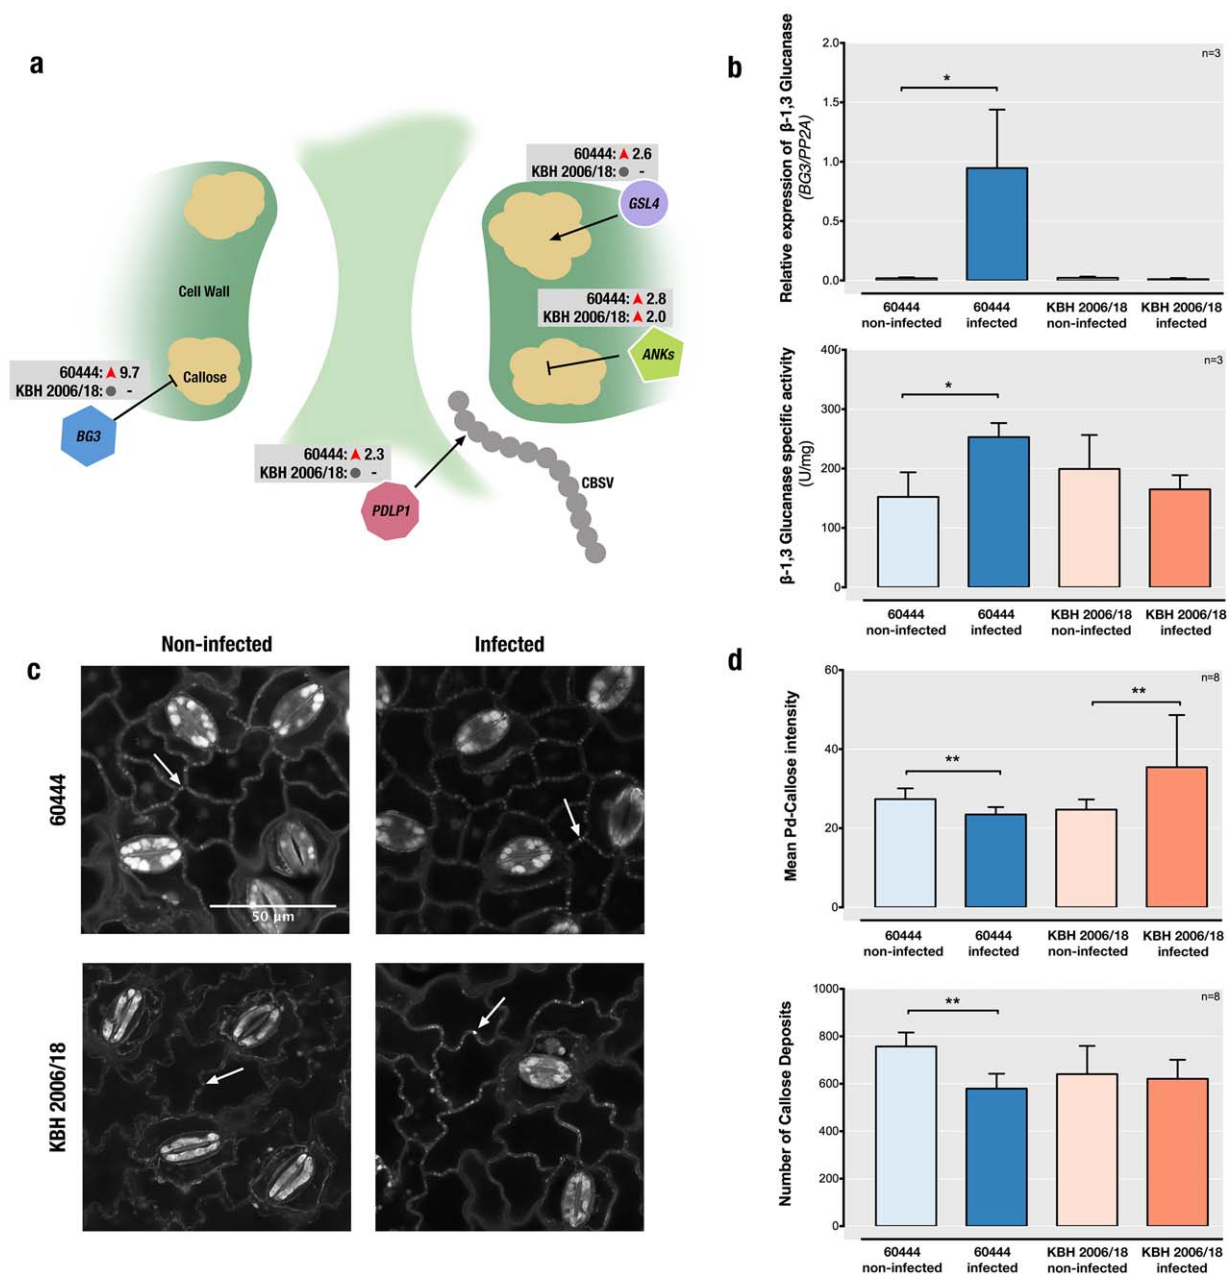 a
60444: 2.6
KBH 2006/18: -
GSL4
Cell Wall
60444: 2.8
KBH 2006/18: 2.0
ANKs
60444: 9.7
KBH 2006/18: -
Callose
BG3
60444: 2.3
KBH 2006/18: -
PDLP1
CBSV
b
Relative expression of β-1,3 Glucanase
(BG3/PP2A)
n=3
2.0
1.5
1.0
0.5
0.0
*
60444
non-infected
60444
infected
KBH 2006/18
non-infected
KBH 2006/18
infected
β-1,3 Glucanase specific activity
(U/mg)
n=3
400
300
200
100
0
*
60444
non-infected
60444
infected
KBH 2006/18
non-infected
KBH 2006/18
infected
c
Non-infected
Infected
60444
50 µm
KBH 2006/18
d
Mean Pd-Callose intensity
n=8
60
40
20
0
**
**
60444
non-infected
60444
infected
KBH 2006/18
non-infected
KBH 2006/18
infected
Number of Callose Deposits
n=8
1000
800
600
400
200
0
**
60444
non-infected
60444
infected
KBH 2006/18
non-infected
KBH 2006/18
infected